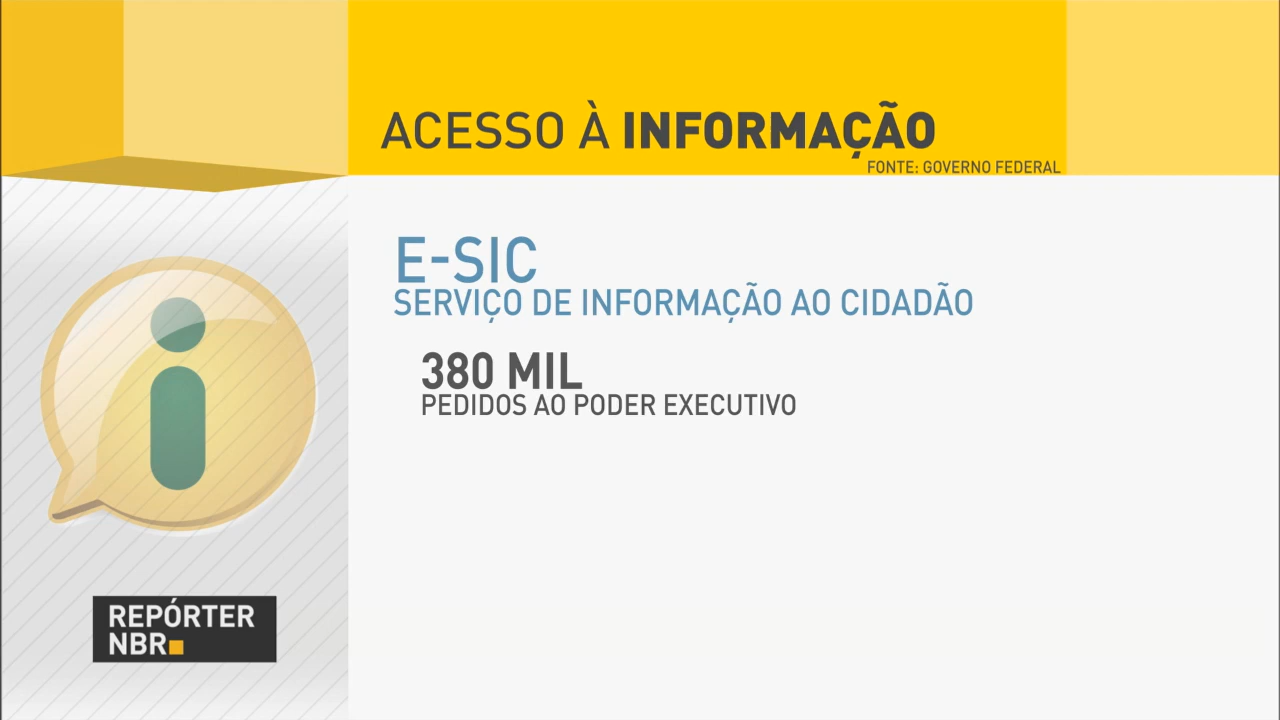 ACESSO À INFORMAÇÃO
FONTE: GOVERNO FEDERAL
E-SIC
SERVIÇO DE INFORMAÇÃO AO CIDADÃO
380 MIL
PEDIDOS AO PODER EXECUTIVO
REPÓRTER
NBR